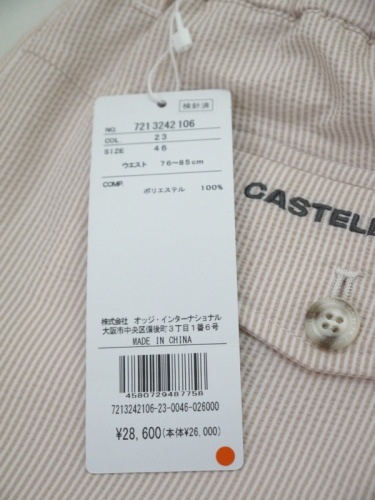 検針済
NO. 7213242106
COL. 23
SIZE 46
ウエスト 76~85cm
COMP. ポリエステル 100%
CASTEL
株式会社 オッジ・インターナショナル
大阪市中央区備後町3丁目1番6号
MADE IN CHINA
4580729487758
7213242106-23-0046-026000
¥28,600(本体¥26,000)